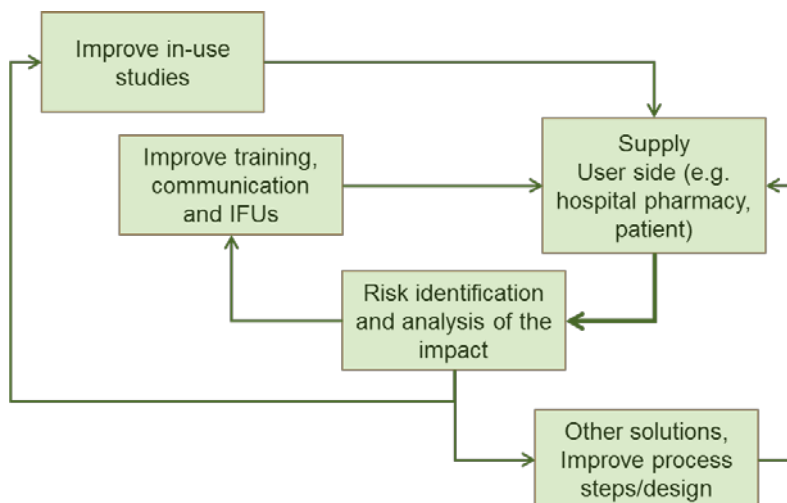 Improve in-use
studies
Improve training,
communication
and IFUs
Supply
User side (e.g.
hospital pharmacy,
patient)
Risk identification
and analysis of the
impact
Other solutions,
Improve process
steps/design